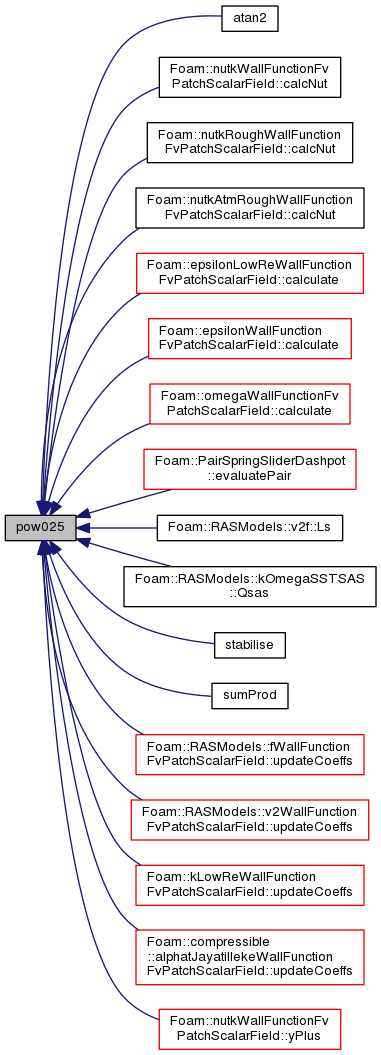 atan2
Foam::nutkWallFunctionFv
PatchScalarField::calcNut
Foam::nutkRoughWallFunction
FvPatchScalarField::calcNut
Foam::nutkAtmRoughWallFunction
FvPatchScalarField::calcNut
Foam::epsilonLowReWallFunction
FvPatchScalarField::calculate
Foam::epsilonWallFunction
FvPatchScalarField::calculate
Foam::omegaWallFunctionFv
PatchScalarField::calculate
Foam::PairSpringSliderDashpot
::evaluatePair
pow025
Foam::RASModels::v2f::Ls
Foam::RASModels::kOmegaSSTSAS
::Qsas
stabilise
sumProd
Foam::RASModels::fWallFunction
FvPatchScalarField::updateCoeffs
Foam::RASModels::v2WallFunction
FvPatchScalarField::updateCoeffs
Foam::kLowReWallFunction
FvPatchScalarField::updateCoeffs
Foam::compressible
::alphatJayatillekeWallFunction
FvPatchScalarField::updateCoeffs
Foam::nutkWallFunctionFv
PatchScalarField::yPlus